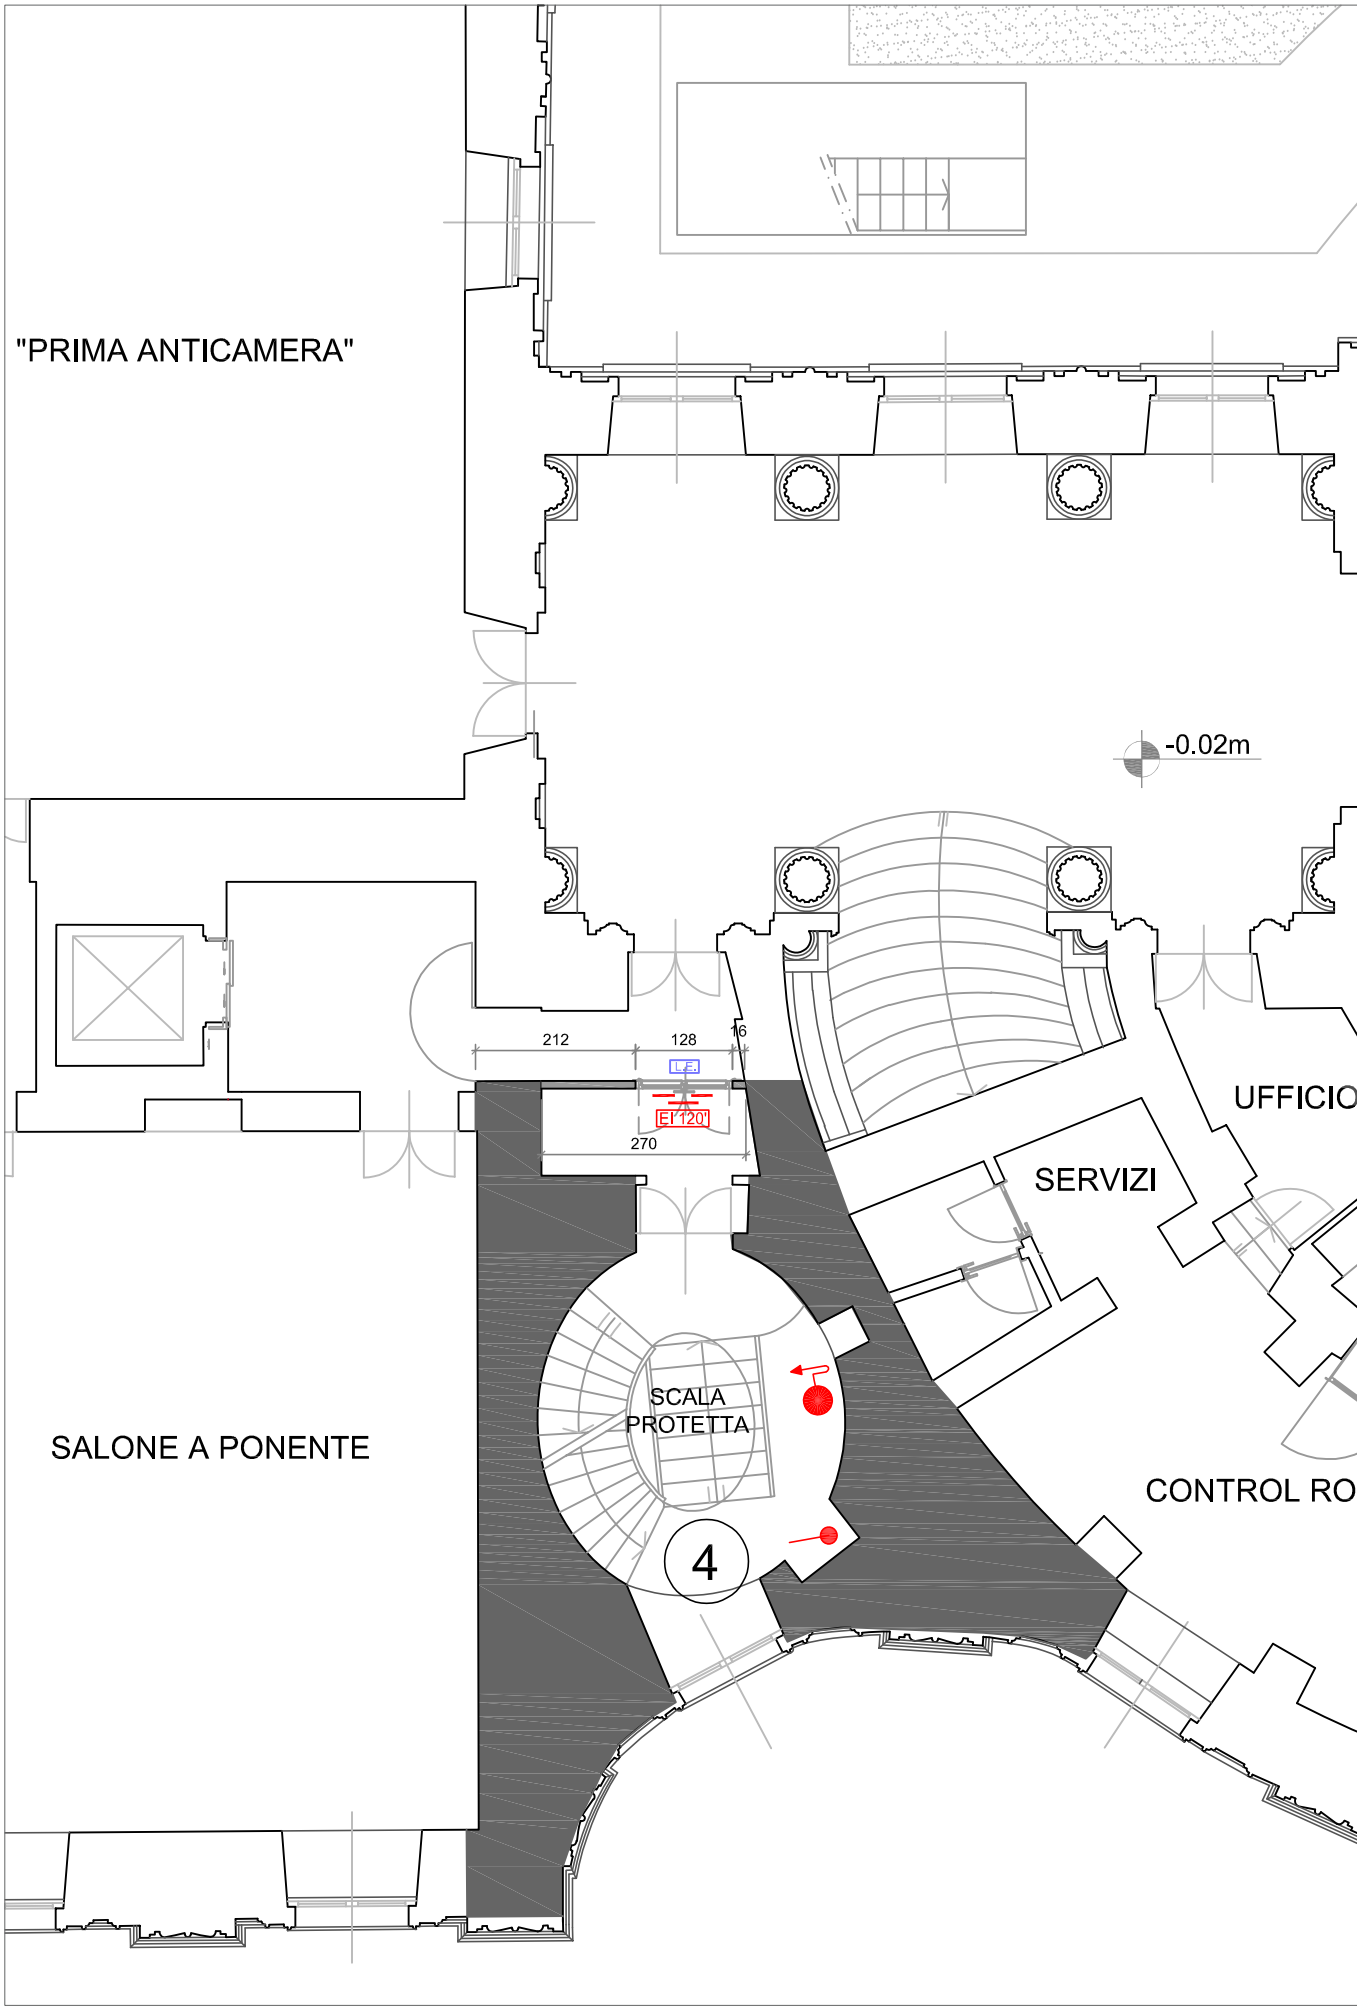 "PRIMA ANTICAMERA"
-0.02m
212
128
16
L.E.
EI 120'
270
UFFICIO
SERVIZI
SCALA
PROTETTA
SALONE A PONENTE
CONTROL RO
4